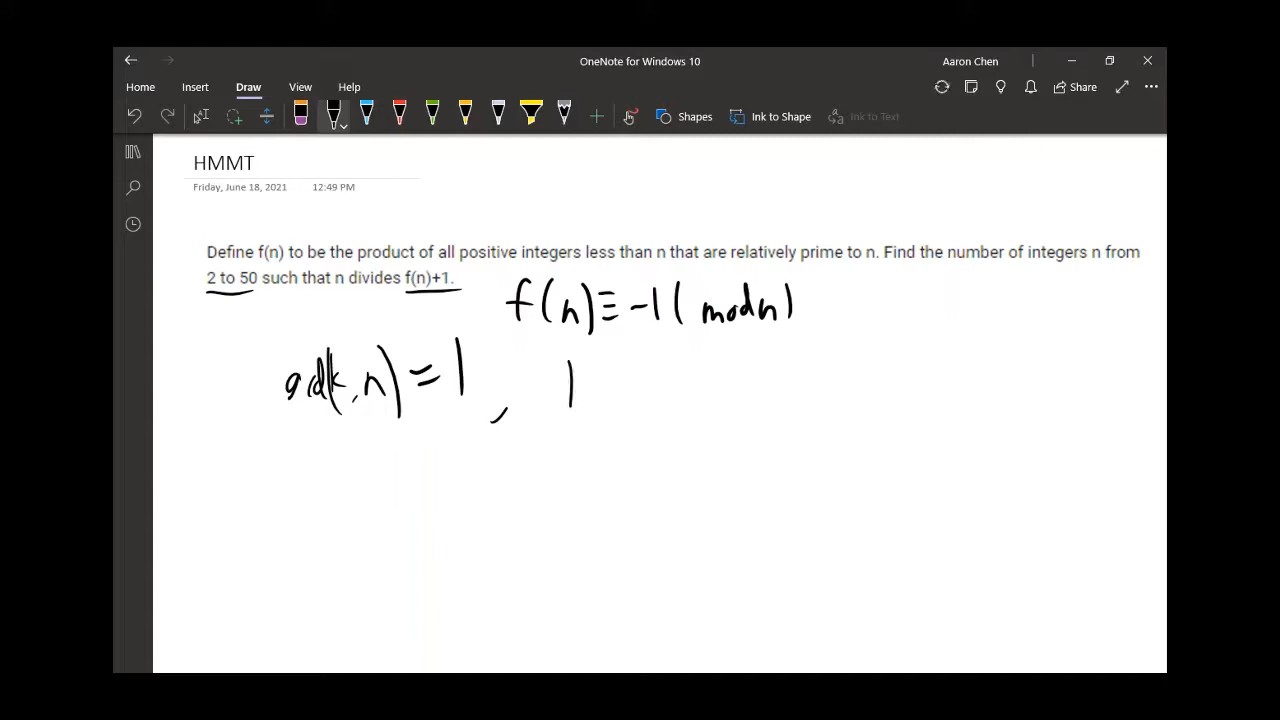 OneNote for Windows 10
Aaron Chen
Home Insert Draw View Help
Share
Shapes Ink to Shape Ink to Text
HMMT
Friday, June 18, 2021 12:49 PM
Define f(n) to be the product of all positive integers less than n that are relatively prime to n. Find the number of integers n from
2 to 50 such that n divides f(n)+1.
f(n)≡-1(modn)
gcd(k,n)=1, 1